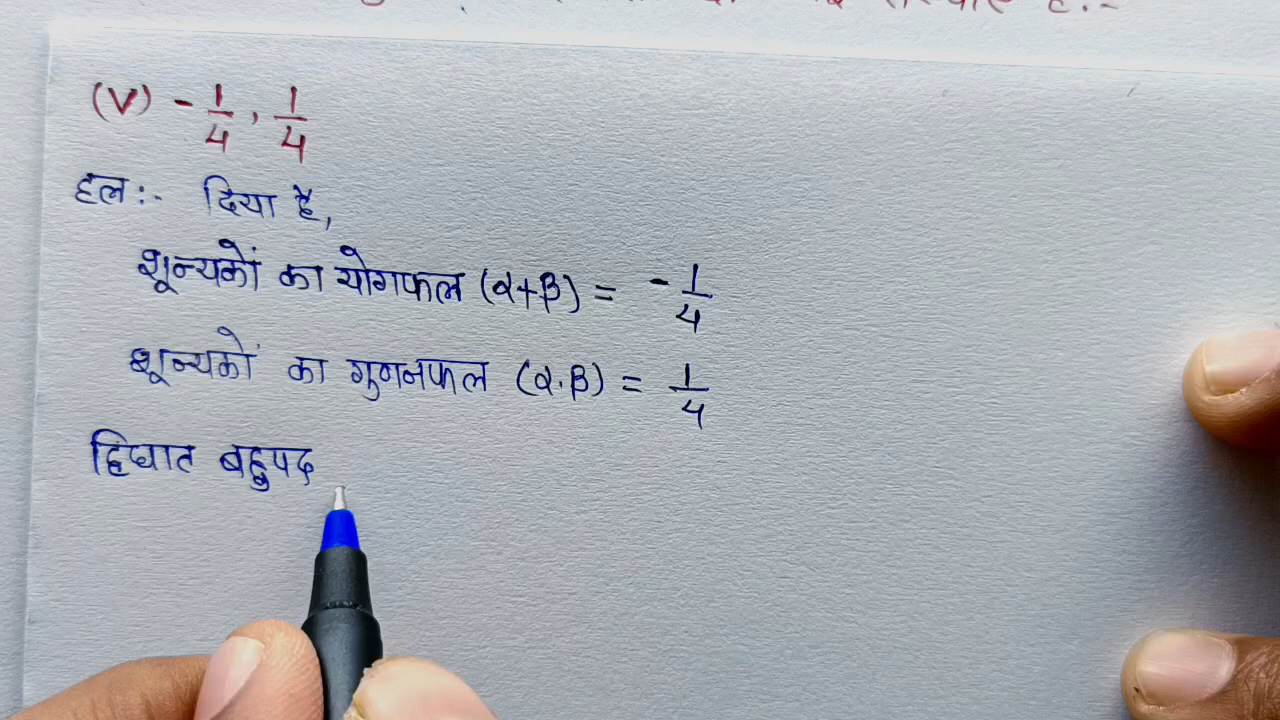 (V) - 1/4, 1/4
हल :- दिया है,
शून्यकों का योगफल (α+β) = - 1/4
शून्यकों का गुणनफल (α.β) = 1/4
द्विघात बहुपद